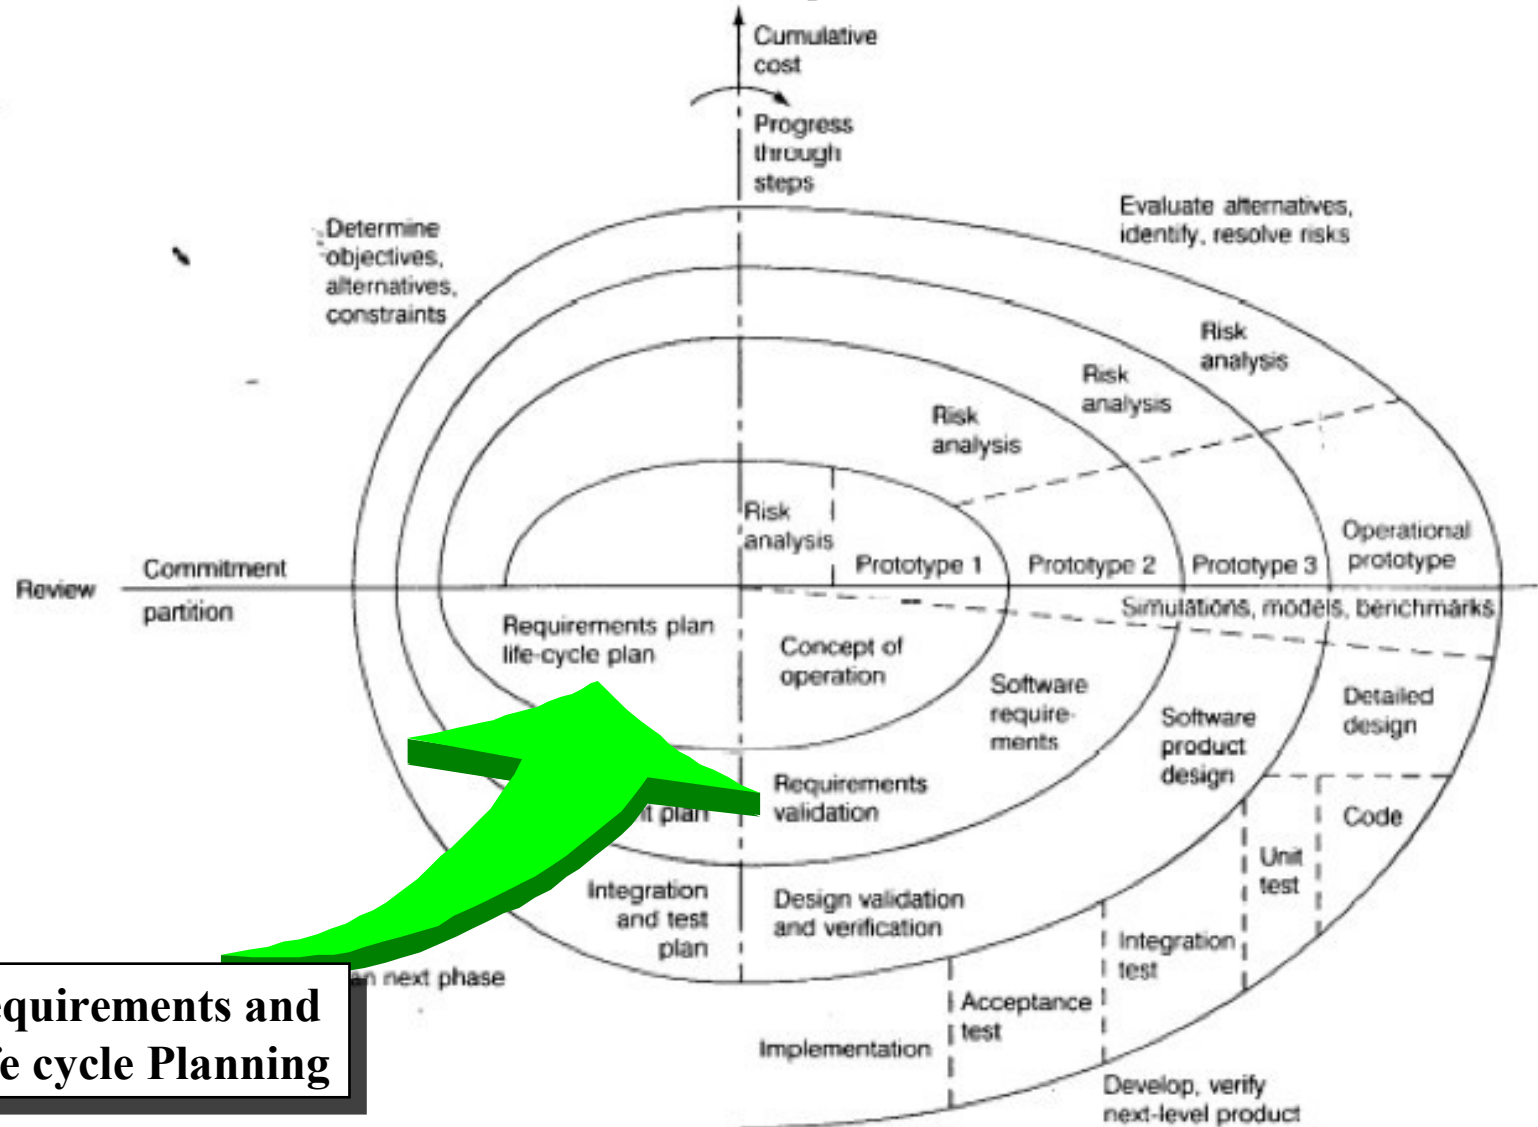 Cumulative
cost
Progress
through
steps
Determine
objectives,
alternatives,
constraints
Evaluate alternatives,
identify, resolve risks
Risk
analysis
Risk
analysis
Risk
analysis
Risk
analysis
Prototype 1
Prototype 2
Prototype 3
Operational
prototype
Review
Commitment
partition
Simulations, models, benchmarks
Requirements plan
life-cycle plan
Concept of
operation
Software
require-
ments
Software
product
design
Detailed
design
Requirements
validation
plan
Code
Unit
test
Integration
and test
plan
Design validation
and verification
Integration
test
next phase
Acceptance
test
Implementation
Develop, verify
next-level product
equirements and
fe cycle Planning